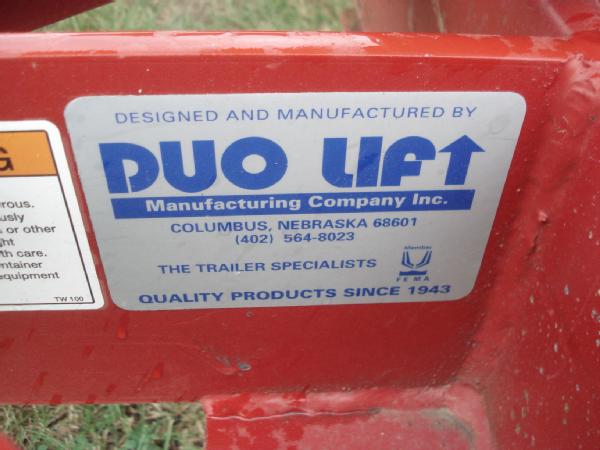 DESIGNED AND MANUFACTURED BY
DUO LIFT
Manufacturing Company Inc.
COLUMBUS, NEBRASKA 68601
(402) 564-8023
THE TRAILER SPECIALISTS
Member
FEMA
QUALITY PRODUCTS SINCE 1943
G
rous.
usly
s or other
ght
th care.
ntainer
equipment
TW 100